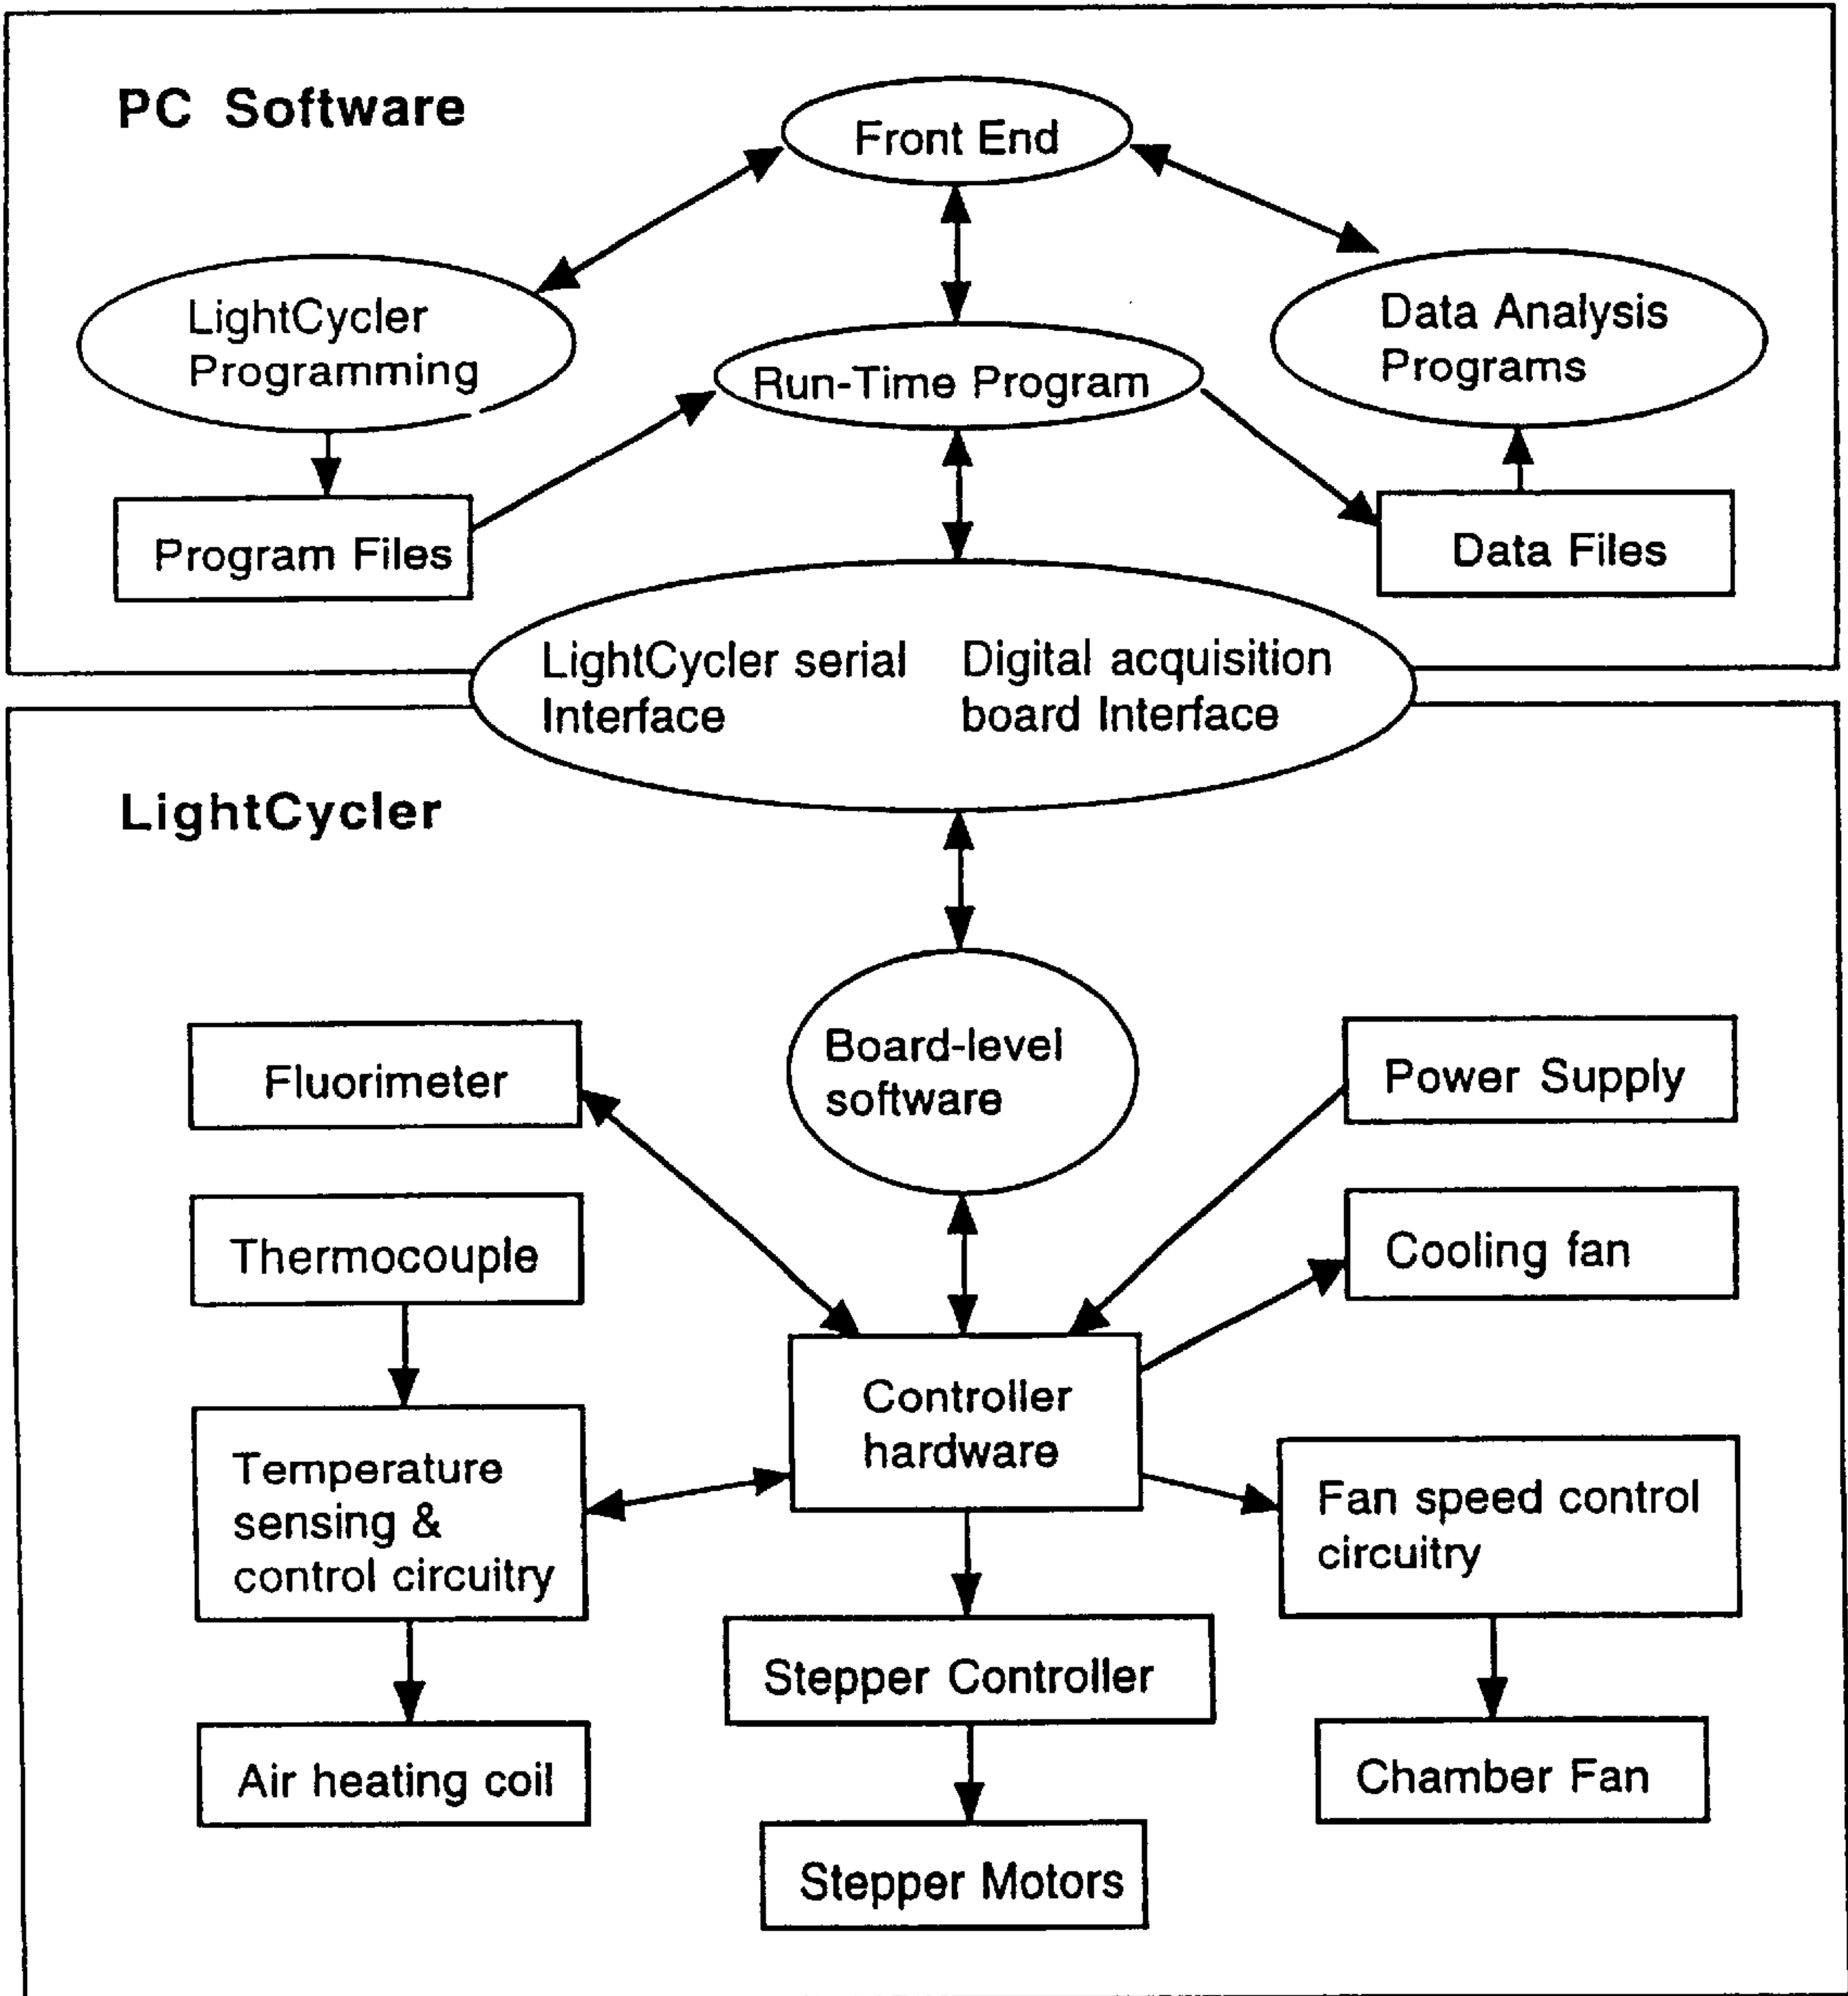 PC Software
Front End
LightCycler
Programming
Run-Time Program
Data Analysis
Programs
Program Files
Data Files
LightCycler serial
Interface
Digital acquisition
board Interface
LightCycler
Board-level
software
Fluorimeter
Power Supply
Thermocouple
Cooling fan
Controller
hardware
Temperature
sensing &
control circuitry
Fan speed control
circuitry
Stepper Controller
Air heating coil
Chamber Fan
Stepper Motors